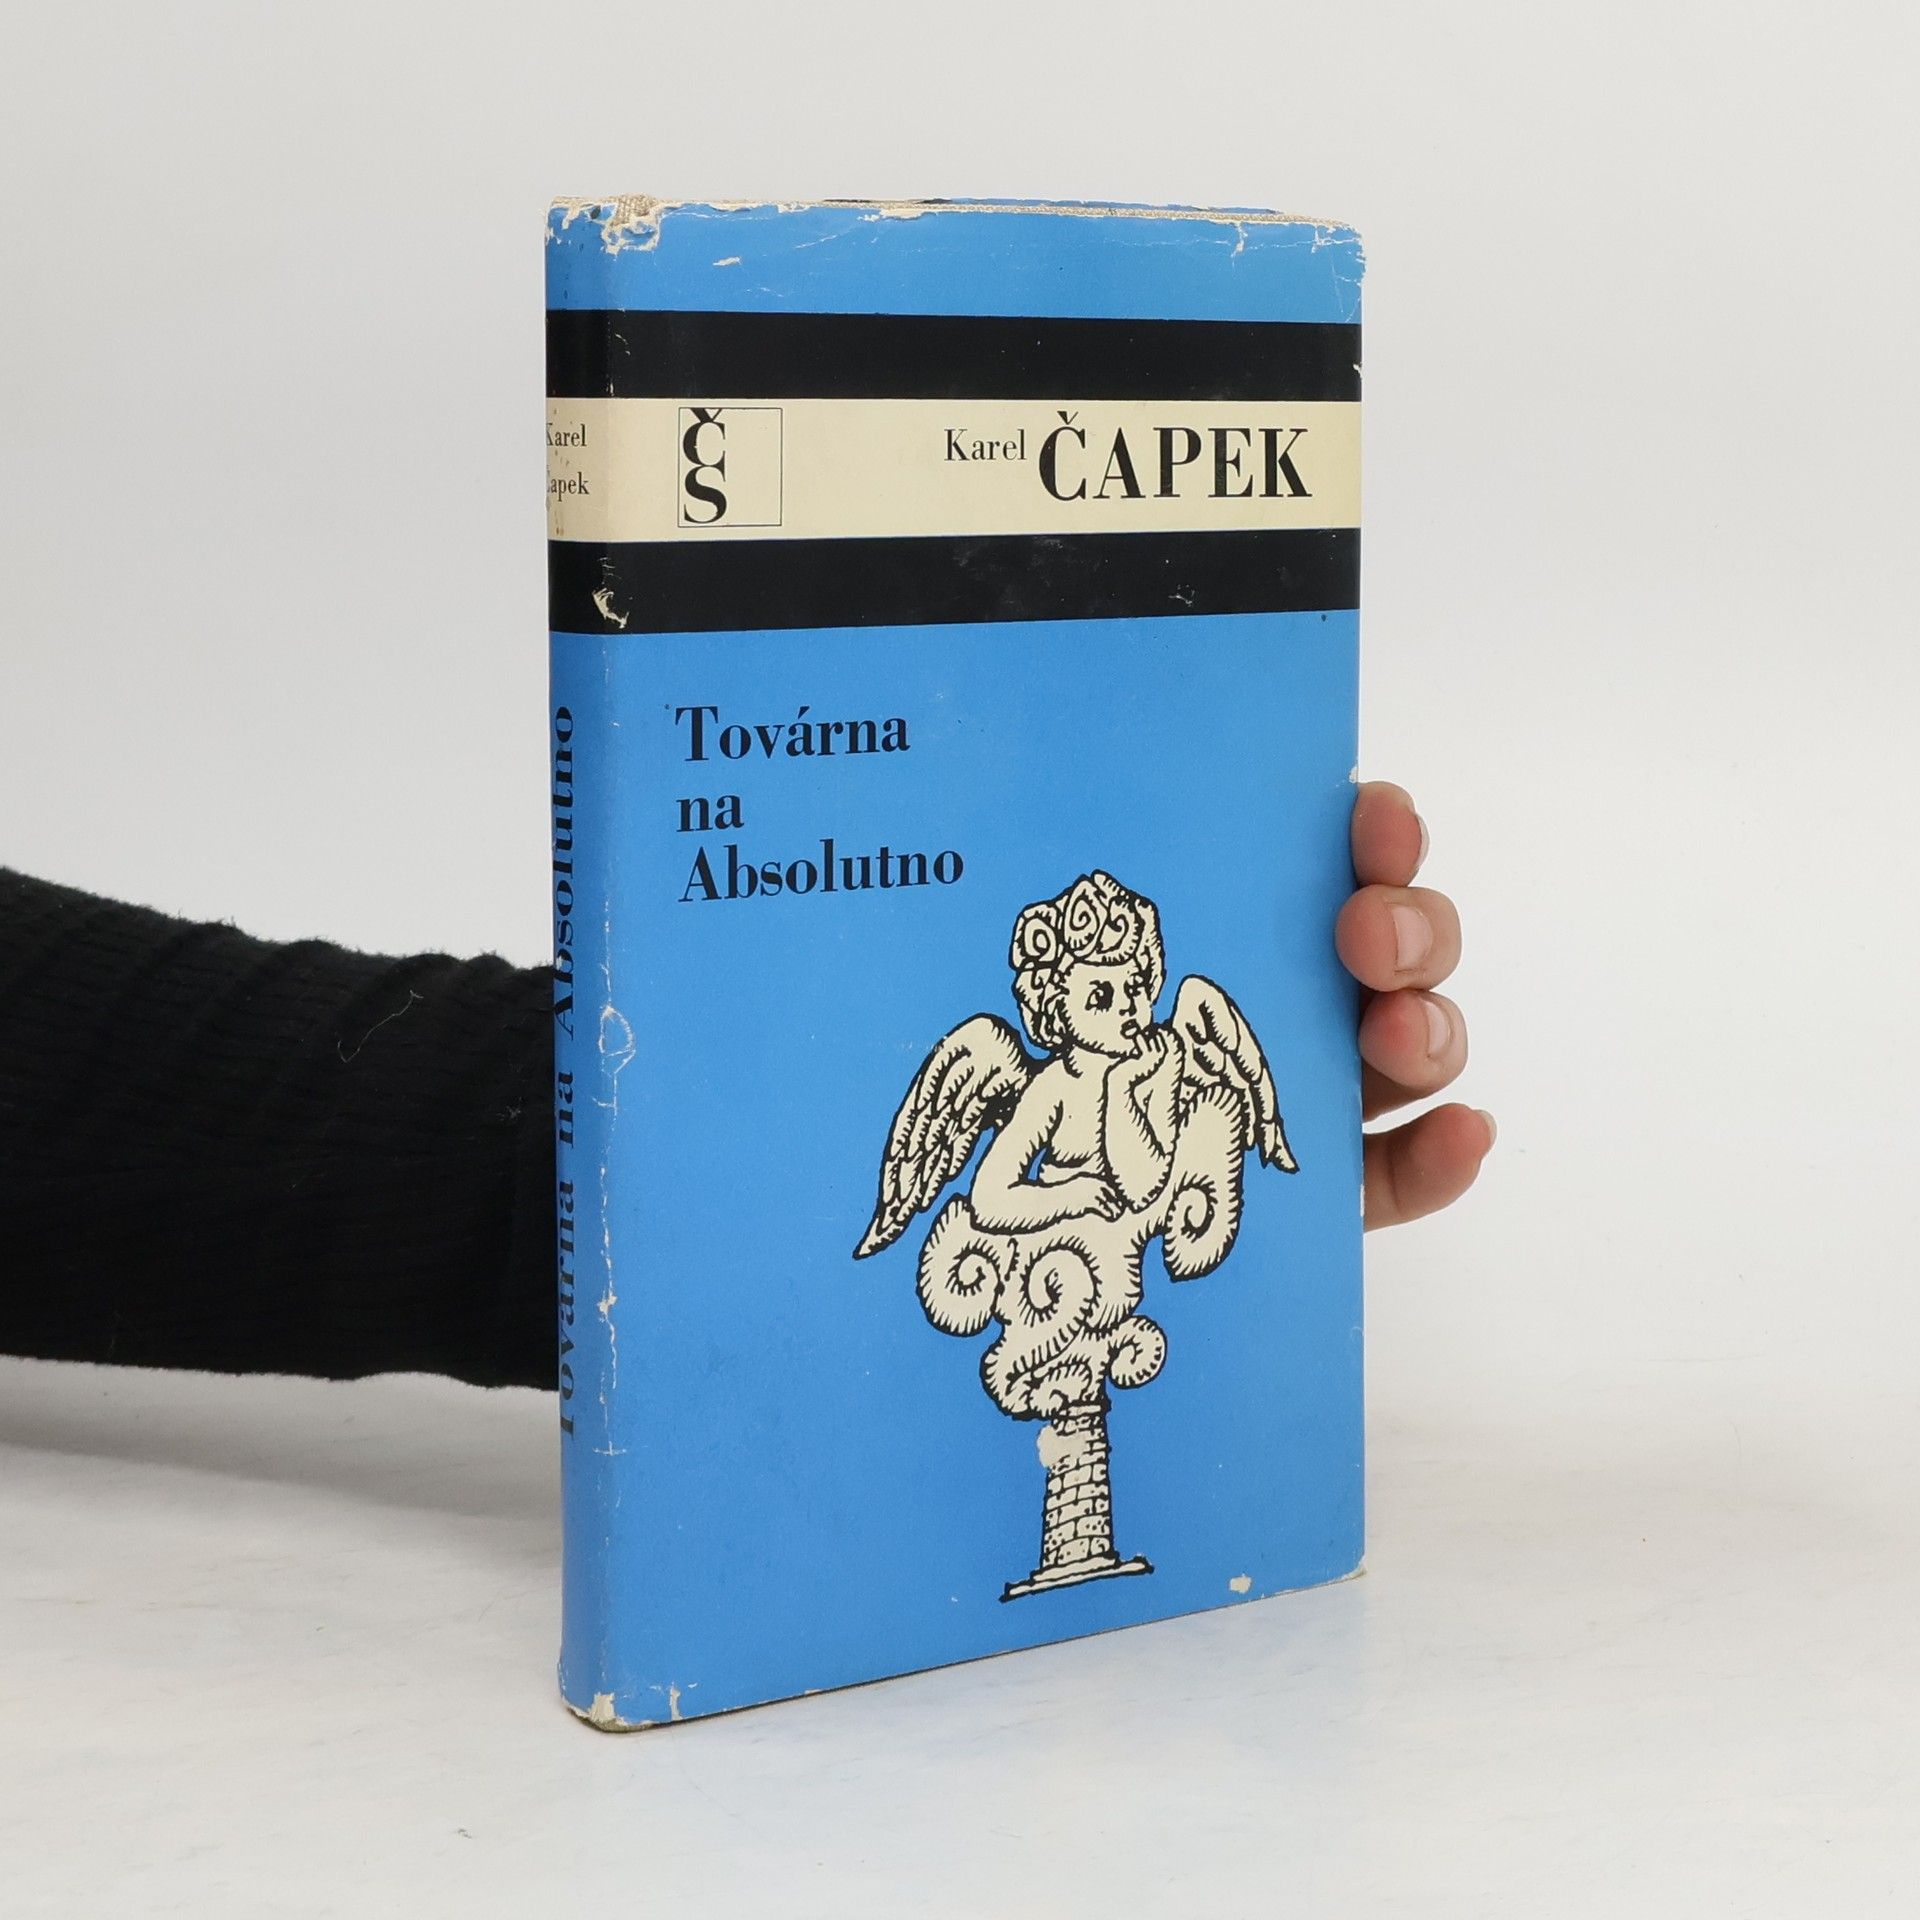 Karel
Čapek
Továrna na Absolutno
ČS
Karel ČAPEK
Továrna
na
Absolutno